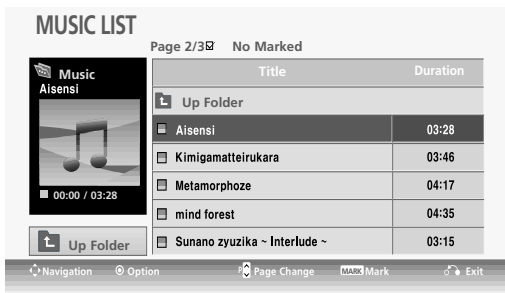 MUSIC LIST
Page 2/3 No Marked
Music
Aisensi
00:00 / 03:28
Up Folder
Title Duration
Up Folder
Aisensi 03:28
Kimigamatteirukara 03:46
Metamorphoze 04:17
mind forest 04:35
Sunano zyuzika ~ Interlude ~ 03:15
Navigation Option P Page Change MARK Mark Exit